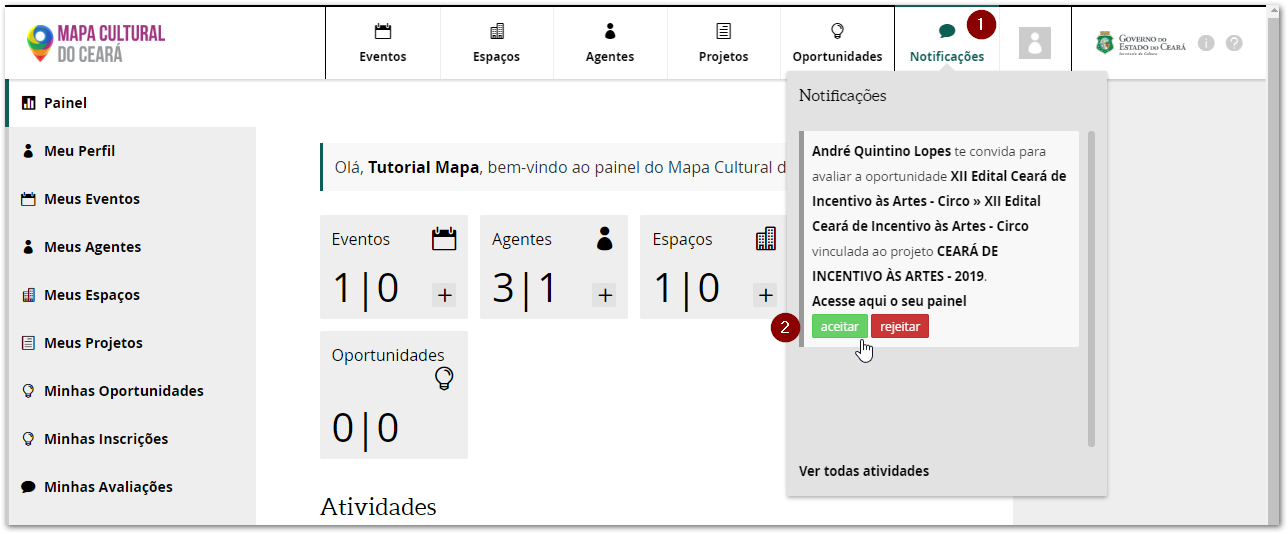 MAPA CULTURAL
DO CEARÁ
Eventos
Espaços
Agentes
Projetos
Oportunidades
Notificações
1
GOVERNO DO
ESTADO DO CEARÁ
Secretaria da Cultura
Painel
Meu Perfil
Meus Eventos
Meus Agentes
Meus Espaços
Meus Projetos
Minhas Oportunidades
Minhas Inscrições
Minhas Avaliações
Olá, Tutorial Mapa, bem-vindo ao painel do Mapa Cultural d
Eventos
1|0
+
Agentes
3|1
+
Espaços
1|0
+
Oportunidades
0|0
Atividades
Notificações
André Quintino Lopes te convida para
avaliar a oportunidade XII Edital Ceará de
Incentivo às Artes - Circo » XII Edital
Ceará de Incentivo às Artes - Circo
vinculada ao projeto CEARÁ DE
INCENTIVO ÀS ARTES - 2019.
Acesse aqui o seu painel
2
aceitar
rejeitar
Ver todas atividades